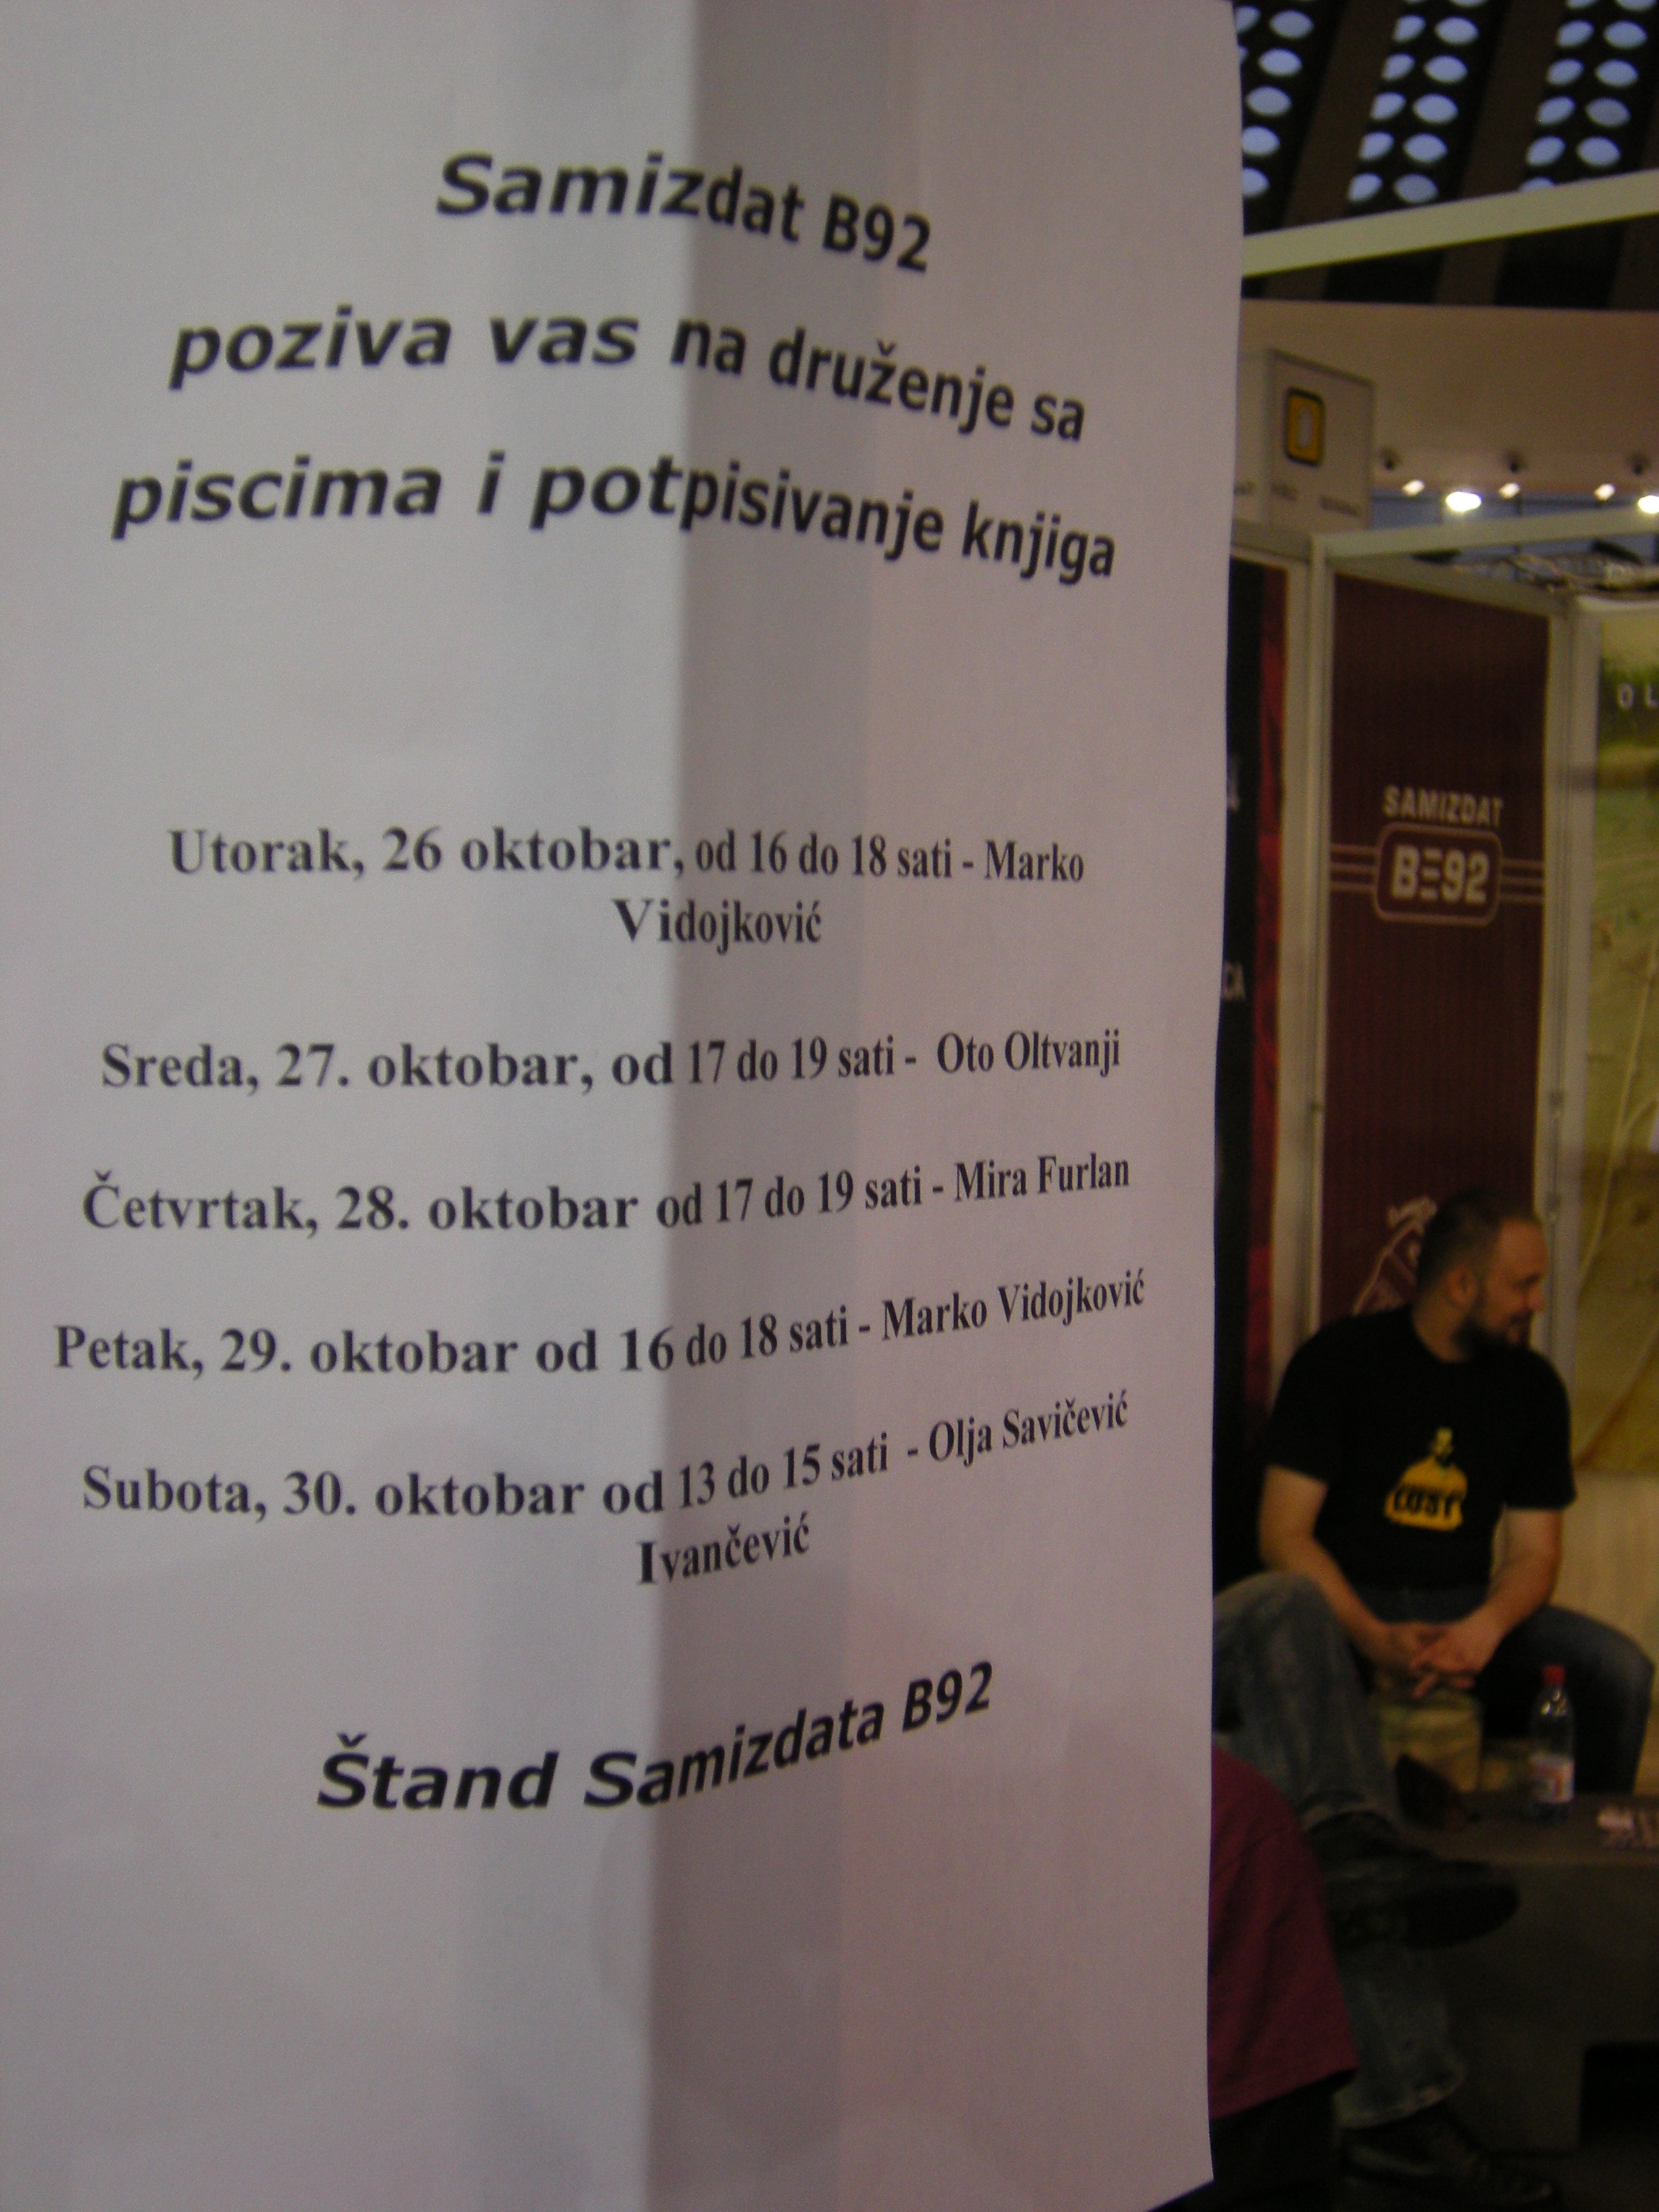 Samizdat B92
poziva vas na druženje sa
piscima i potpisivanje knjiga
Utorak, 26 oktobar, od 16 do 18 sati - Marko
Vidojković
Sreda, 27. oktobar, od 17 do 19 sati - Oto Oltvanji
Četvrtak, 28. oktobar od 17 do 19 sati - Mira Furlan
Petak, 29. oktobar od 16 do 18 sati - Marko Vidojković
Subota, 30. oktobar od 13 do 15 sati - Olja Savičević
Ivančević
Štand Samizdata B92
SAMIZDAT
B92
LOST